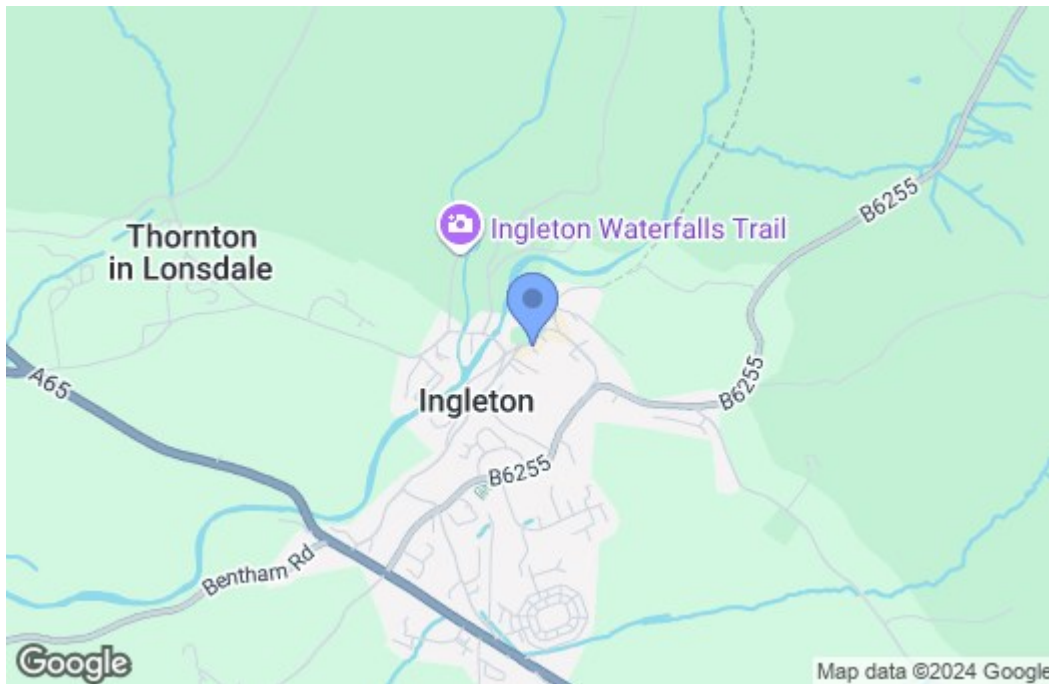 B6255
Ingleton Waterfalls Trail
Thornton
in Lonsdale
A65
B6255
Ingleton
B6255
Bentham Rd
Google
Map data ©2024 Google